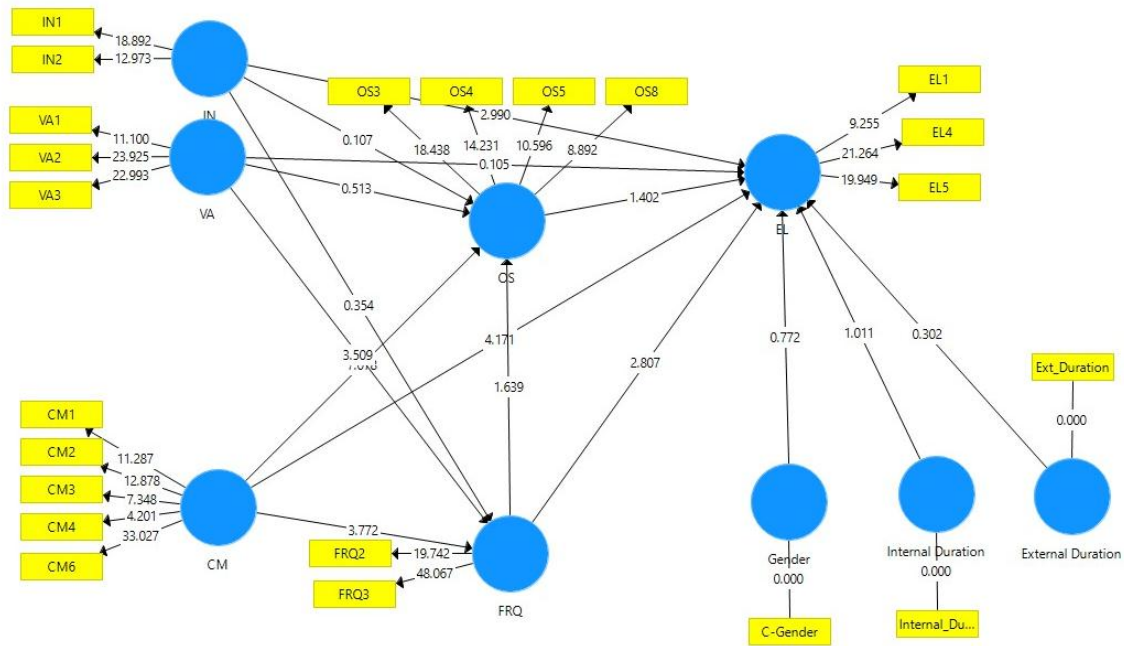 IN1
18.892
IN2
12.973
IN
VA1
11.100
VA2
23.925
VA3
22.993
VA
OS3
OS4
OS5
OS8
18.438
14.231
10.596
8.892
OS
2.990
0.107
0.105
0.513
1.402
EL1
9.255
EL4
21.264
EL5
19.949
EL
0.354
3.509
4.171
1.639
2.807
0.772
1.011
0.302
CM1
11.287
CM2
12.878
CM3
7.348
CM4
4.201
CM6
33.027
CM
3.772
FRQ2
19.742
FRQ3
48.067
FRQ
Gender
0.000
C-Gender
Internal Duration
0.000
Internal_Du...
Ext_Duration
0.000
External Duration